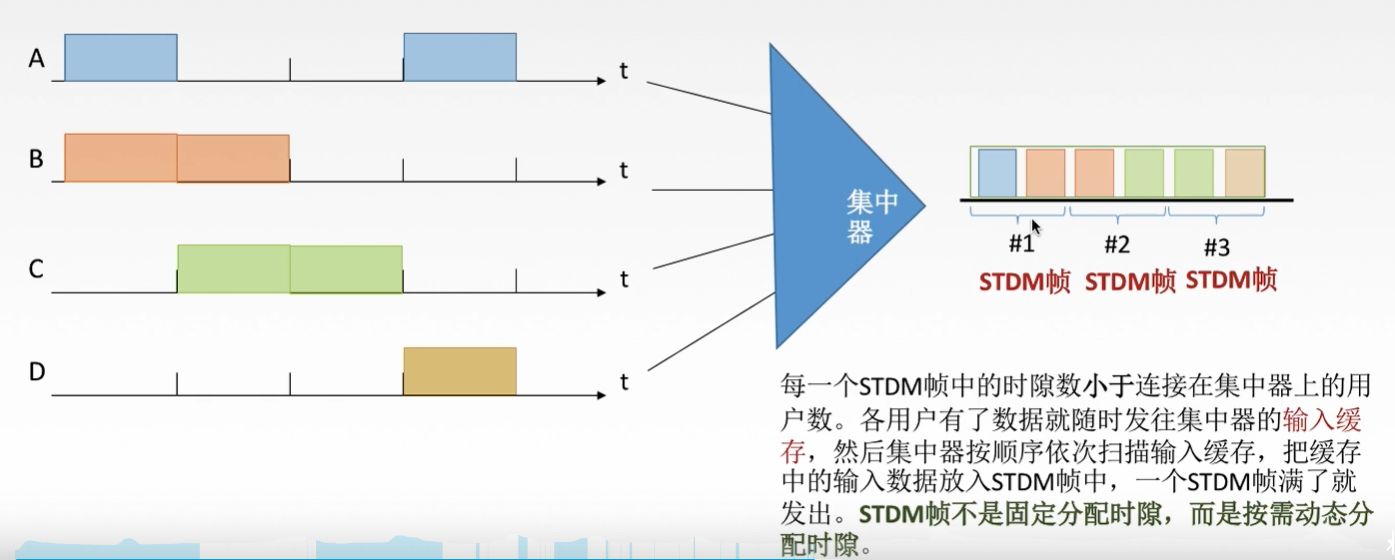 A
t
B
t
C
t
D
t
集中
器
#1
#2
#3
STDM帧
STDM帧
STDM帧
每一个STDM帧中的时隙数小于连接在集中器上的用
户数。各用户有了数据就随时发往集中器的输入缓
存，然后集中器按顺序依次扫描输入缓存，把缓存
中的输入数据放入STDM帧中，一个STDM帧满了就
发出。STDM帧不是固定分配时隙，而是按需动态分
配时隙。